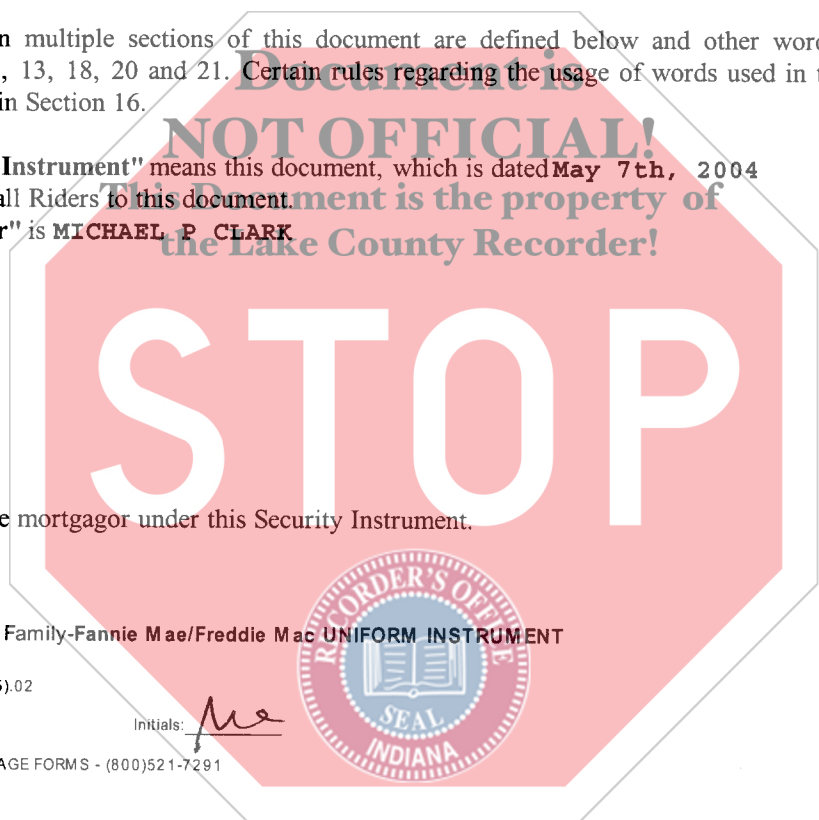 n multiple sections of this document are defined below and other word
, 13, 18, 20 and 21. Certain rules regarding the usage of words used in t
in Section 16.
Document is
NOT OFFICIAL!
This Document is the property of
the Lake County Recorder!
Instrument" means this document, which is dated May 7th, 2004
all Riders to this document.
r" is MICHAEL P CLARK
STOP
e mortgagor under this Security Instrument.
RECORDER'S OFFICE
SEAL
INDIANA
Family-Fannie Mae/Freddie Mac UNIFORM INSTRUMENT
).02
Initials:
AGE FORMS - (800)521-7291